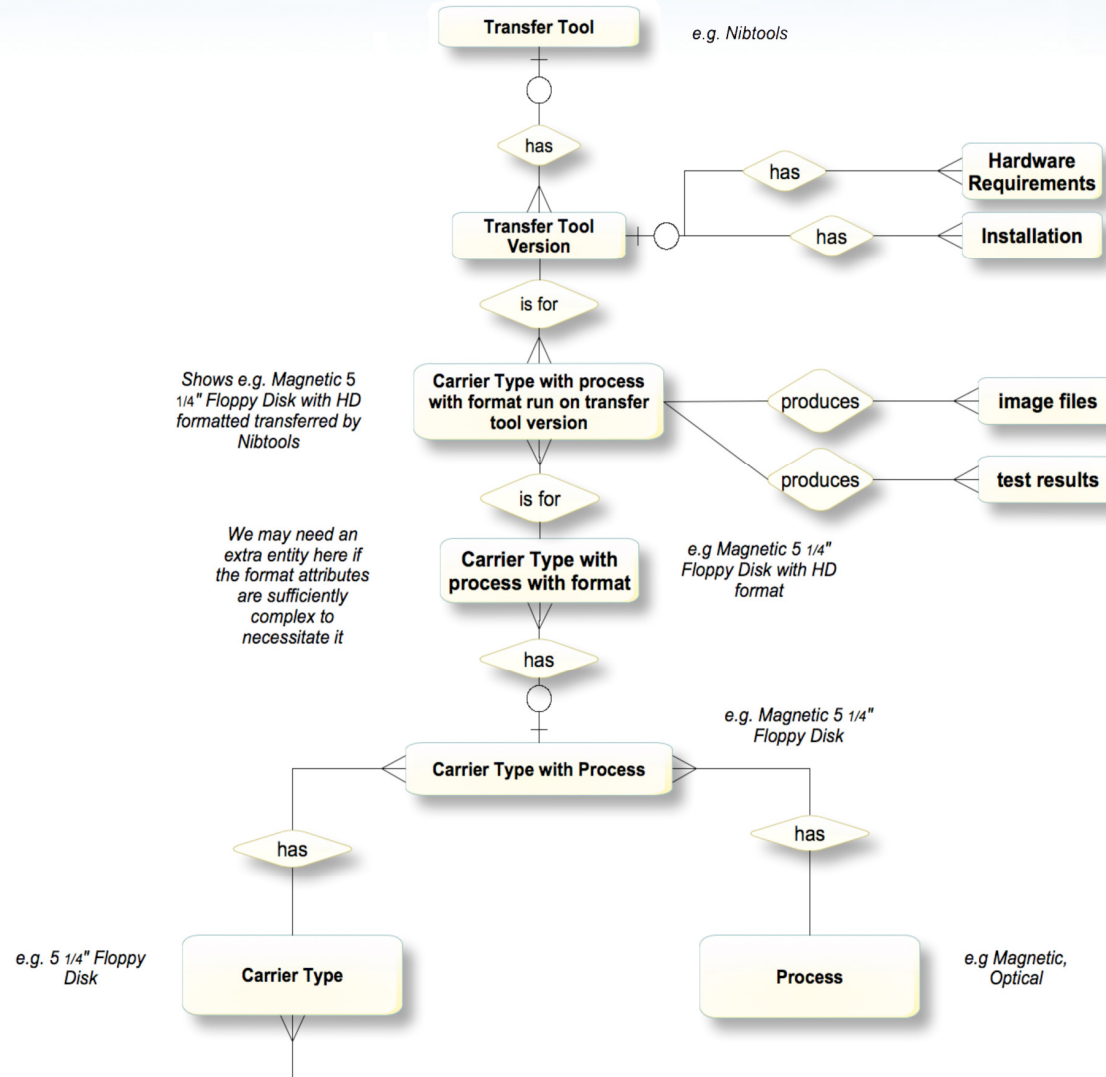 Transfer Tool
e.g. Nibtools
has
has
Hardware
Requirements
Transfer Tool
Version
has
Installation
is for
Shows e.g. Magnetic 5
1/4" Floppy Disk with HD
formatted transferred by
Nibtools
Carrier Type with process
with format run on transfer
tool version
produces
image files
produces
test results
is for
We may need an
extra entity here if
the format attributes
are sufficiently
complex to
necessitate it
Carrier Type with
process with format
e.g Magnetic 5 1/4"
Floppy Disk with HD
format
has
e.g. Magnetic 5 1/4"
Floppy Disk
Carrier Type with Process
has
has
e.g. 5 1/4" Floppy
Disk
Carrier Type
Process
e.g Magnetic,
Optical